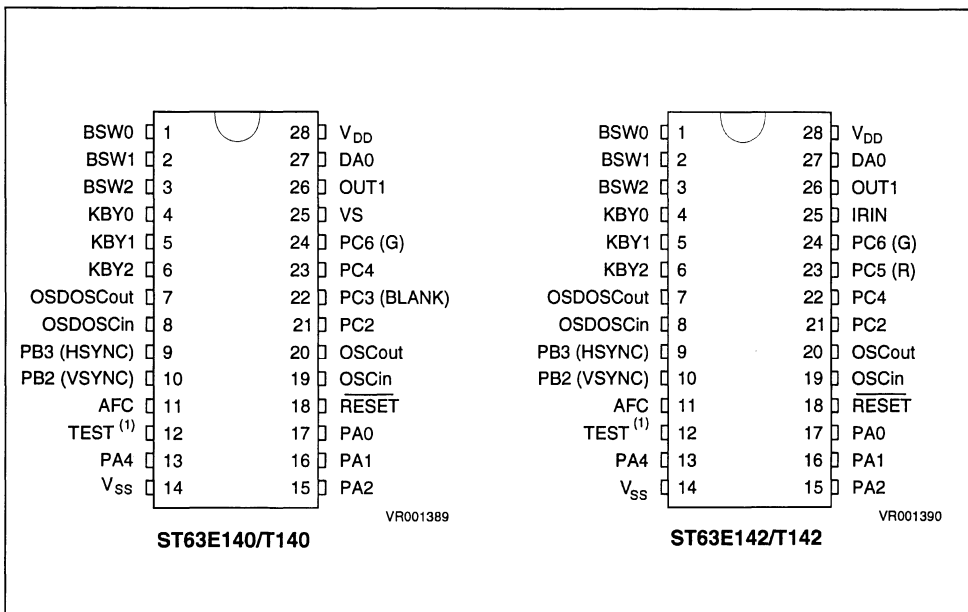 BSW0 1 28 VDD
BSW1 2 27 DA0
BSW2 3 26 OUT1
KBY0 4 25 VS
KBY1 5 24 PC6 (G)
KBY2 6 23 PC4
OSDOSCout 7 22 PC3 (BLANK)
OSDOSCin 8 21 PC2
PB3 (HSYNC) 9 20 OSCout
PB2 (VSYNC) 10 19 OSCin
AFC 11 18 RESET
TEST (1) 12 17 PA0
PA4 13 16 PA1
VSS 14 15 PA2
VR001389
ST63E140/T140
BSW0 1 28 VDD
BSW1 2 27 DA0
BSW2 3 26 OUT1
KBY0 4 25 IRIN
KBY1 5 24 PC6 (G)
KBY2 6 23 PC5 (R)
OSDOSCout 7 22 PC4
OSDOSCin 8 21 PC2
PB3 (HSYNC) 9 20 OSCout
PB2 (VSYNC) 10 19 OSCin
AFC 11 18 RESET
TEST (1) 12 17 PA0
PA4 13 16 PA1
VSS 14 15 PA2
VR001390
ST63E142/T142